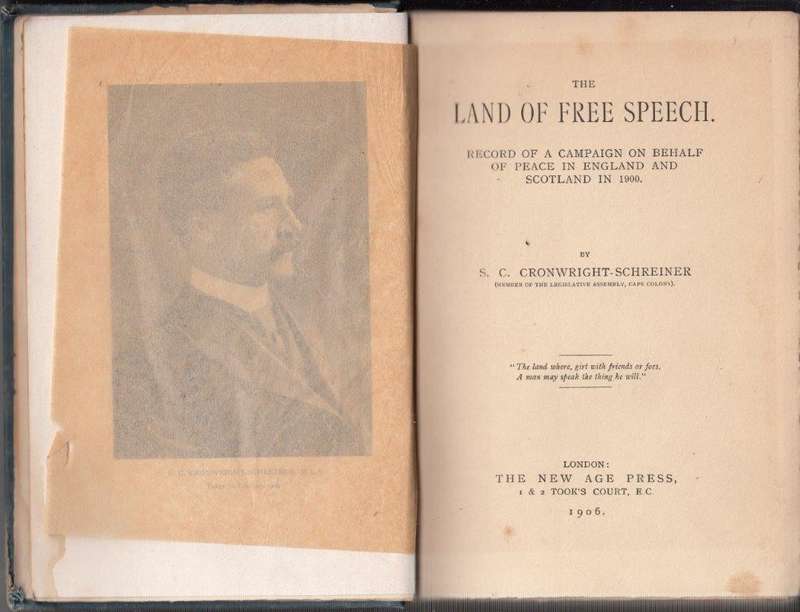 S. C. CRONWRIGHT-SCHREINER, M.L.A.
THE
LAND OF FREE SPEECH.
RECORD OF A CAMPAIGN ON BEHALF
OF PEACE IN ENGLAND AND
SCOTLAND IN 1900.
BY
S. C. CRONWRIGHT-SCHREINER
(MEMBER OF THE LEGISLATIVE ASSEMBLY, CAPE COLONY).
"The land where, girt with friends or foes,
A man may speak the thing he will."
LONDON:
THE NEW AGE PRESS,
1 & 2 TOOK'S COURT, E.C.
1906.